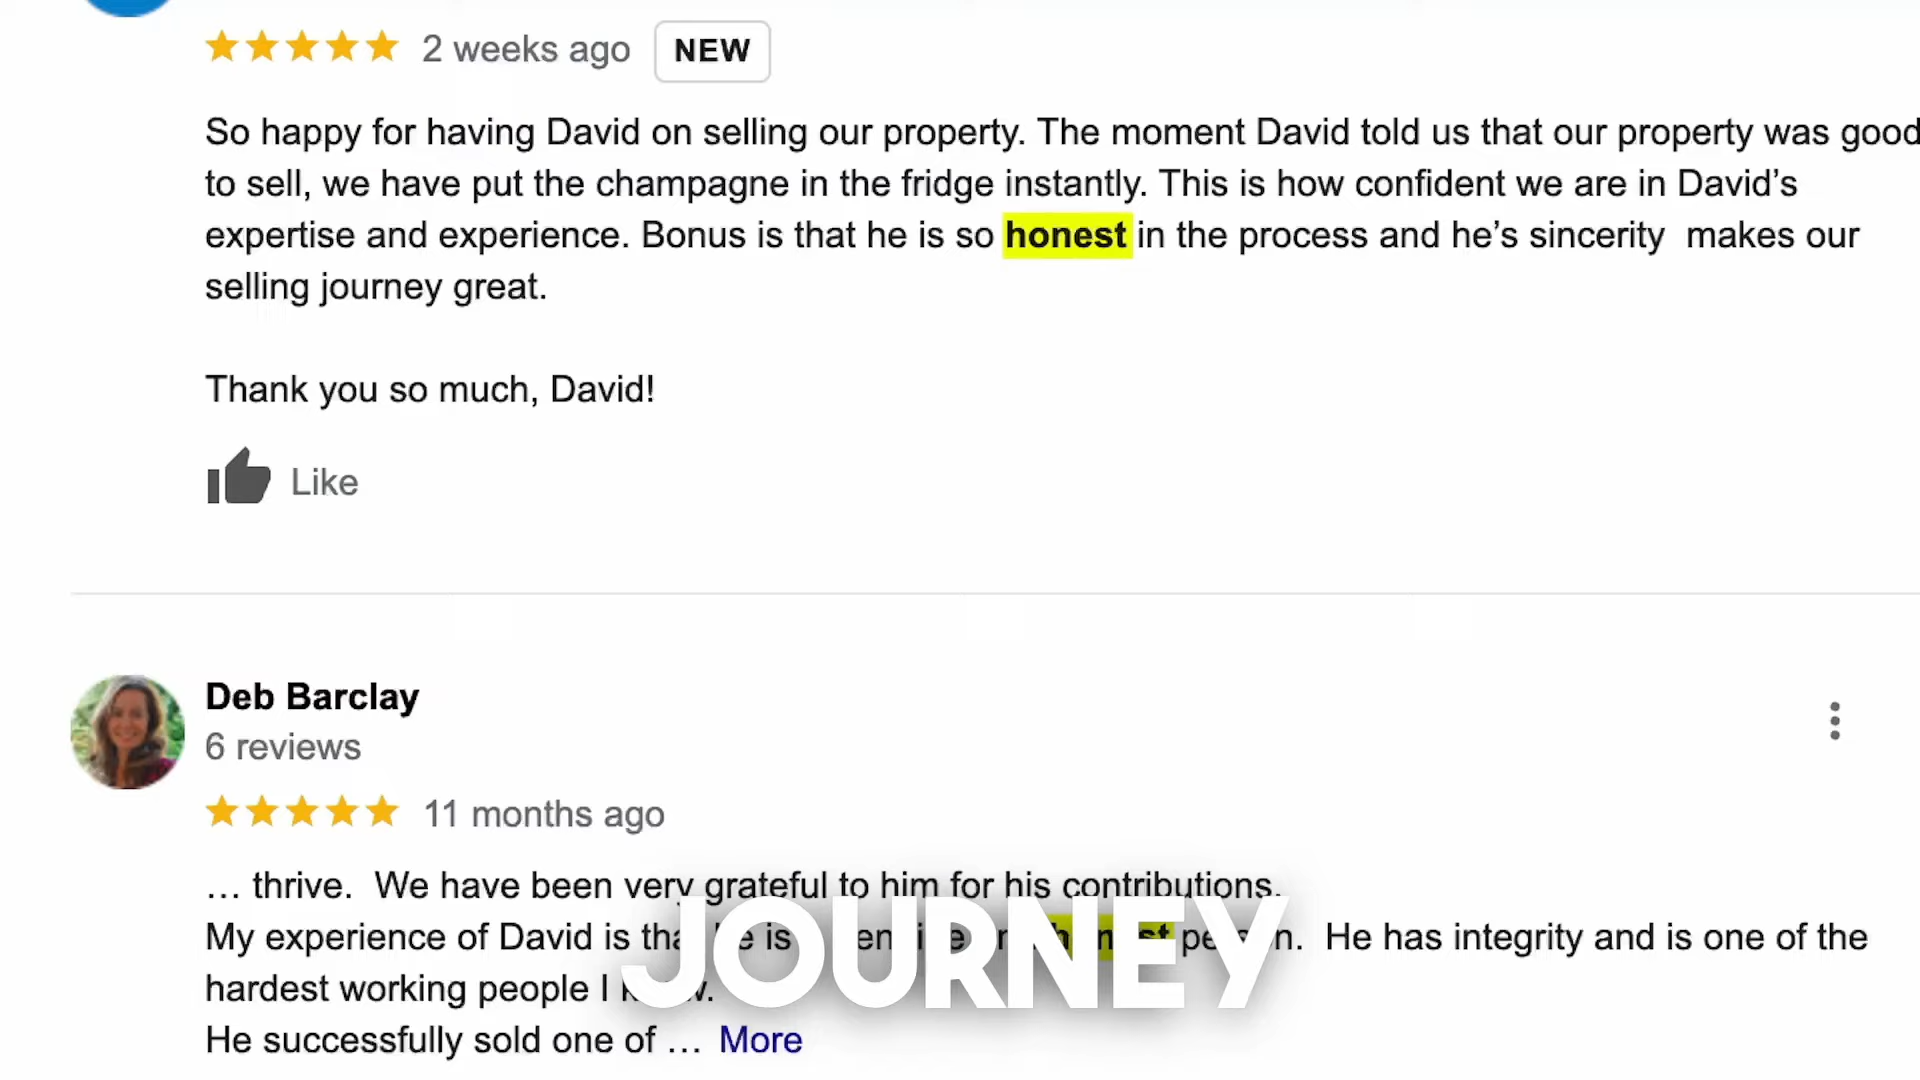 2 weeks ago NEW
So happy for having David on selling our property. The moment David told us that our property was good
to sell, we have put the champagne in the fridge instantly. This is how confident we are in David’s
expertise and experience. Bonus is that he is so honest in the process and he’s sincerity makes our
selling journey great.
Thank you so much, David!
Like
Deb Barclay
6 reviews
11 months ago
… thrive. We have been very grateful to him for his contributions.
My experience of David is that he is He has integrity and is one of the
hardest working people I
He successfully sold one of … More
JOURNEY